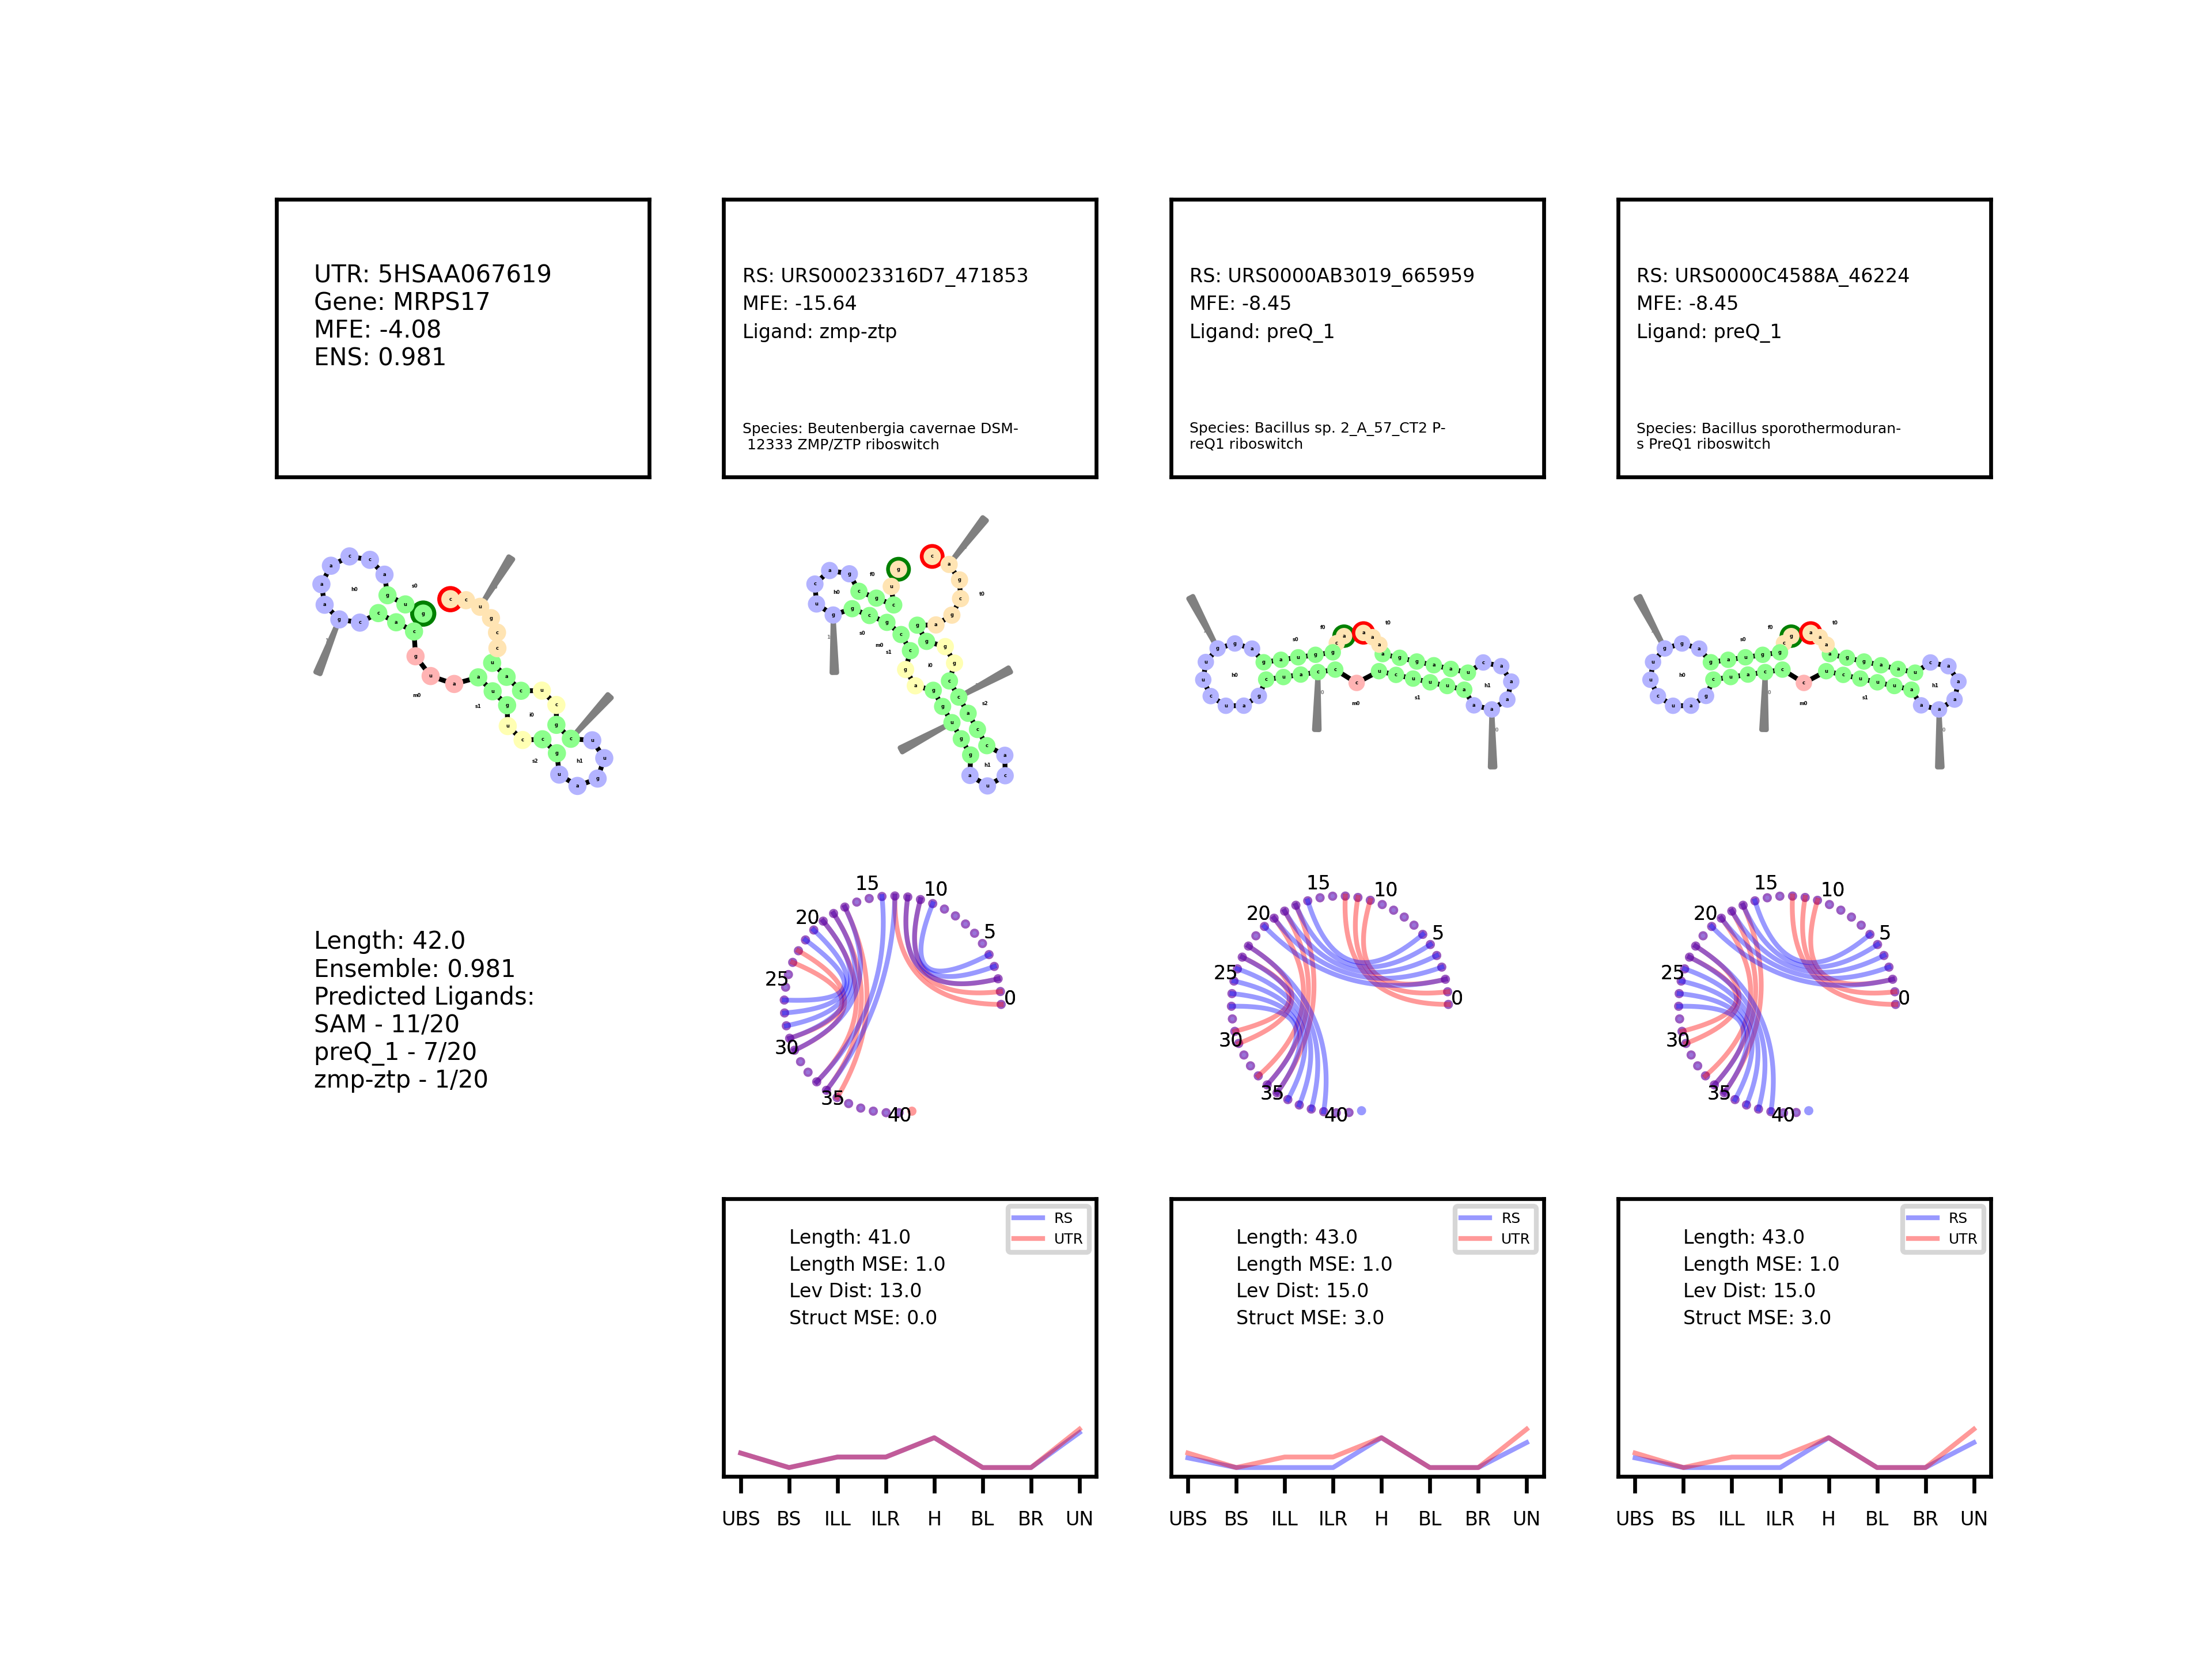 UTR: 5HSAA067619
Gene: MRPS17
MFE: -4.08
ENS: 0.981
RS: URS00023316D7_471853
MFE: -15.64
Ligand: zmp-ztp
Species: Beutenbergia cavernae DSM-
12333 ZMP/ZTP riboswitch
RS: URS0000AB3019_665959
MFE: -8.45
Ligand: preQ_1
Species: Bacillus sp. 2_A_57_CT2 P-
reQ1 riboswitch
RS: URS0000C4588A_46224
MFE: -8.45
Ligand: preQ_1
Species: Bacillus sporothermoduran-
s PreQ1 riboswitch
Length: 42.0
Ensemble: 0.981
Predicted Ligands:
SAM - 11/20
preQ_1 - 7/20
zmp-ztp - 1/20
0
5
10
15
20
25
30
35
40
0
5
10
15
20
25
30
35
40
0
5
10
15
20
25
30
35
40
RS
UTR
Length: 41.0
Length MSE: 1.0
Lev Dist: 13.0
Struct MSE: 0.0
UBS BS ILL ILR H BL BR UN
RS
UTR
Length: 43.0
Length MSE: 1.0
Lev Dist: 15.0
Struct MSE: 3.0
UBS BS ILL ILR H BL BR UN
RS
UTR
Length: 43.0
Length MSE: 1.0
Lev Dist: 15.0
Struct MSE: 3.0
UBS BS ILL ILR H BL BR UN